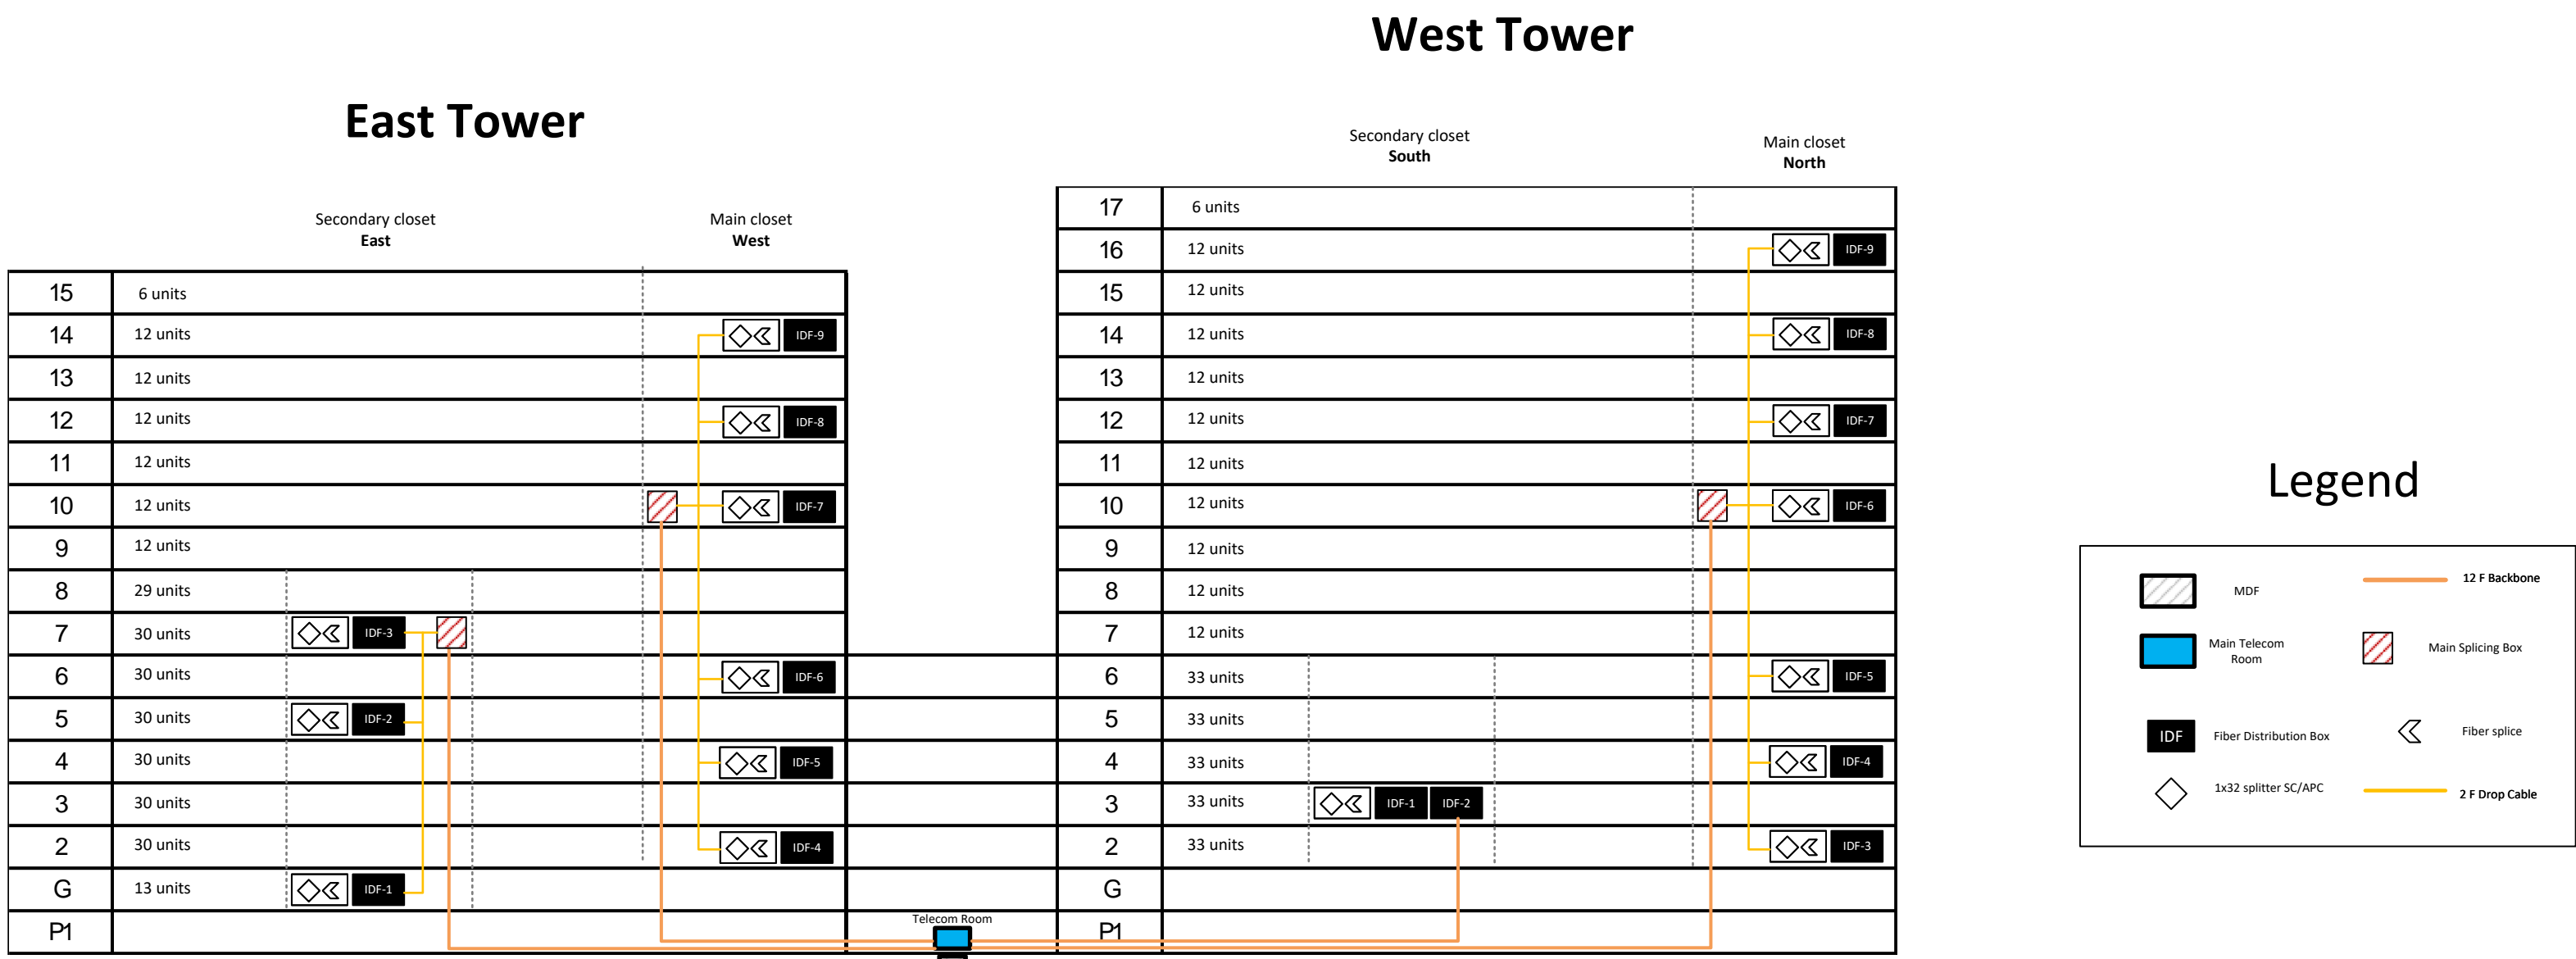 West Tower
East Tower
Secondary closet
South
Main closet
North
Secondary closet
East
Main closet
West
17 6 units
16 12 units IDF-9
15 12 units
14 12 units IDF-8
13 12 units
12 12 units IDF-7
11 12 units
10 12 units IDF-6
9 12 units
8 12 units
7 12 units
6 33 units IDF-5
5 33 units
4 33 units IDF-4
3 33 units IDF-1 IDF-2
2 33 units IDF-3
G
P1
15 6 units
14 12 units IDF-9
13 12 units
12 12 units IDF-8
11 12 units
10 12 units IDF-7
9 12 units
8 29 units
7 30 units IDF-3
6 30 units IDF-6
5 30 units IDF-2
4 30 units IDF-5
3 30 units
2 30 units IDF-4
G 13 units IDF-1
P1
Telecom Room
Legend
MDF
12 F Backbone
Main Telecom
Room
Main Splicing Box
IDF Fiber Distribution Box
Fiber splice
1x32 splitter SC/APC
2 F Drop Cable